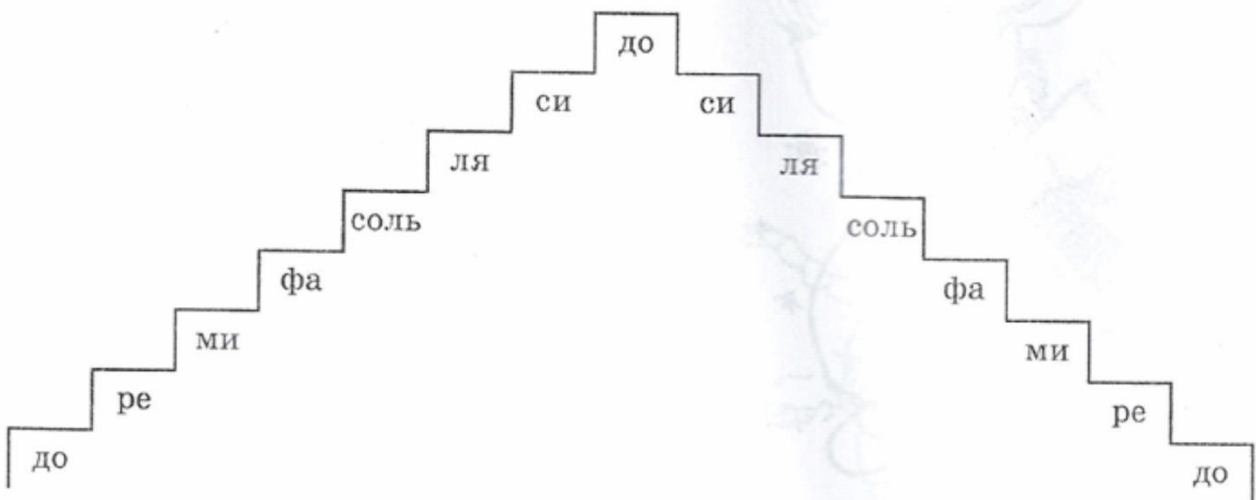 до
си си
ля ля
соль соль
фа фа
ми ми
ре ре
до до